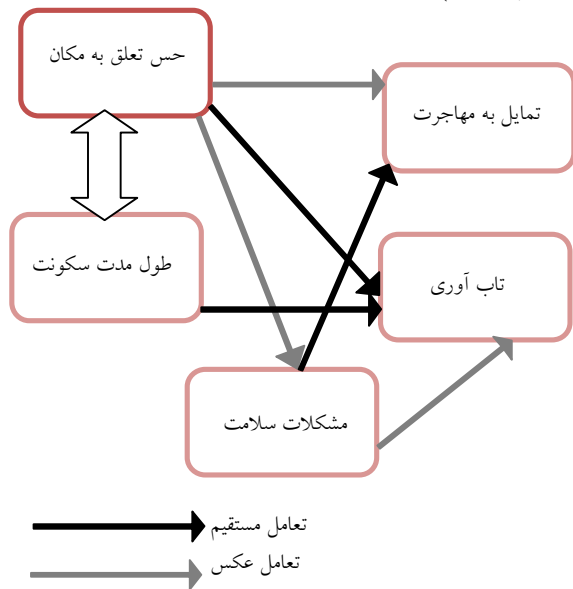 حس تعلق به مکان
تمایل به مهاجرت
طول مدت سکونت
تاب آوری
مشکلات سلامت
تعامل مستقیم
تعامل عکس